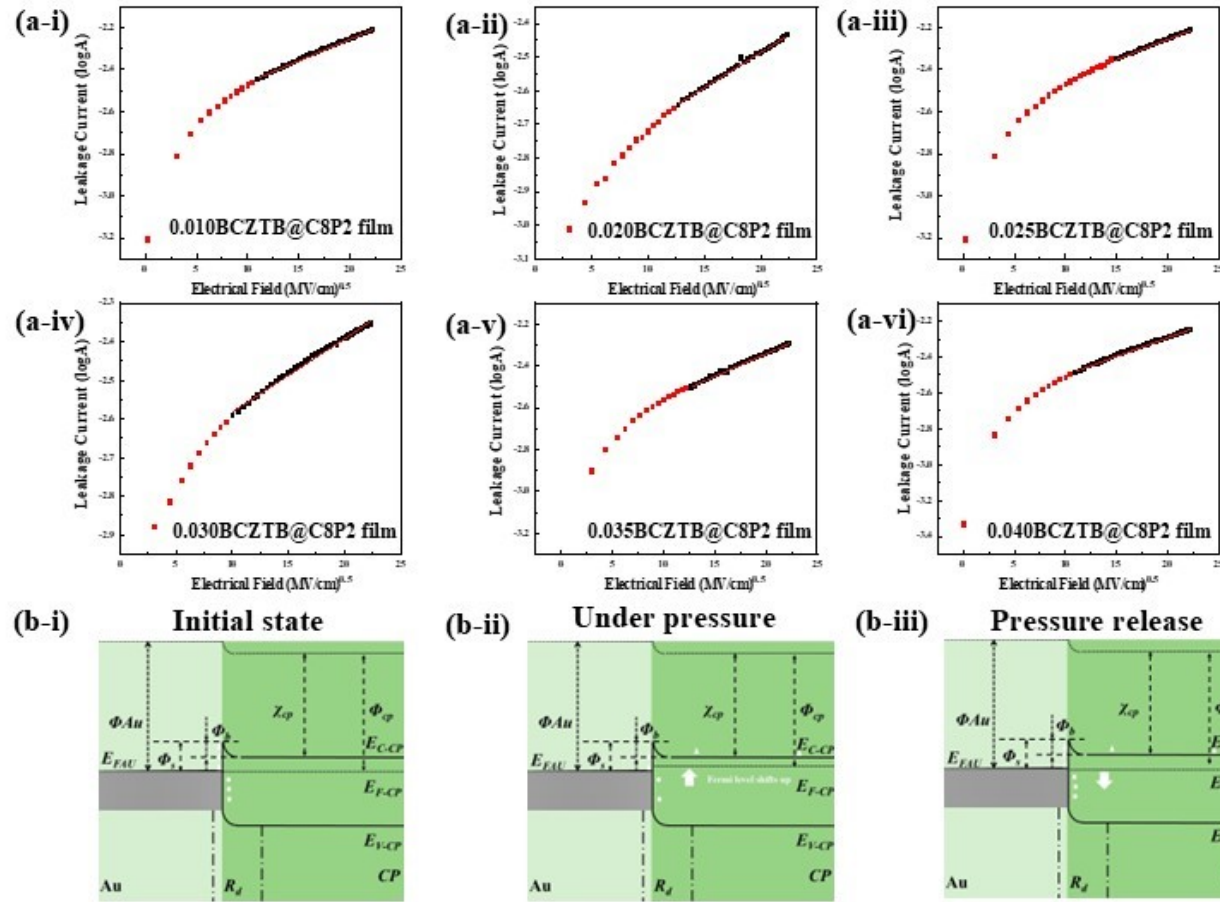 (a-i)
Leakage Current (logA)
-2.2
-2.4
-2.6
-2.8
-3.0
-3.2
0.010BCZTB@C8P2 film
0 5 10 15 20 25
Electrical Field (MV/cm)^0.5
(a-ii)
Leakage Current (logA)
-2.4
-2.5
-2.6
-2.7
-2.8
-2.9
-3.0
-3.1
0.020BCZTB@C8P2 film
0 5 10 15 20 25
Electrical Field (MV/cm)^0.5
(a-iii)
Leakage Current (logA)
-2.2
-2.4
-2.6
-2.8
-3.0
-3.2
0.025BCZTB@C8P2 film
0 5 10 15 20 25
Electrical Field (MV/cm)^0.5
(a-iv)
Leakage Current (logA)
-2.3
-2.4
-2.5
-2.6
-2.7
-2.8
-2.9
0.030BCZTB@C8P2 film
0 5 10 15 20 25
Electrical Field (MV/cm)^0.5
(a-v)
Leakage Current (logA)
-2.2
-2.4
-2.6
-2.8
-3.0
-3.2
0.035BCZTB@C8P2 film
0 5 10 15 20 25
Electrical Field (MV/cm)^0.5
(a-vi)
Leakage Current (logA)
-2.2
-2.4
-2.6
-2.8
-3.0
-3.2
-3.4
0.040BCZTB@C8P2 film
0 5 10 15 20 25
Electrical Field (MV/cm)^0.5
(b-i) Initial state
ΦAu
χcp
Φcp
Φb
EC-CP
EFAU
Φs
EF-CP
EV-CP
Au
Rd
CP
(b-ii) Under pressure
ΦAu
χcp
Φcp
Φb
EC-CP
EFAU
Φs
Fermi level shifts up
EF-CP
EV-CP
Au
Rd
CP
(b-iii) Pressure release
ΦAu
χcp
Φb
EFAU
Φs
Au
Rd